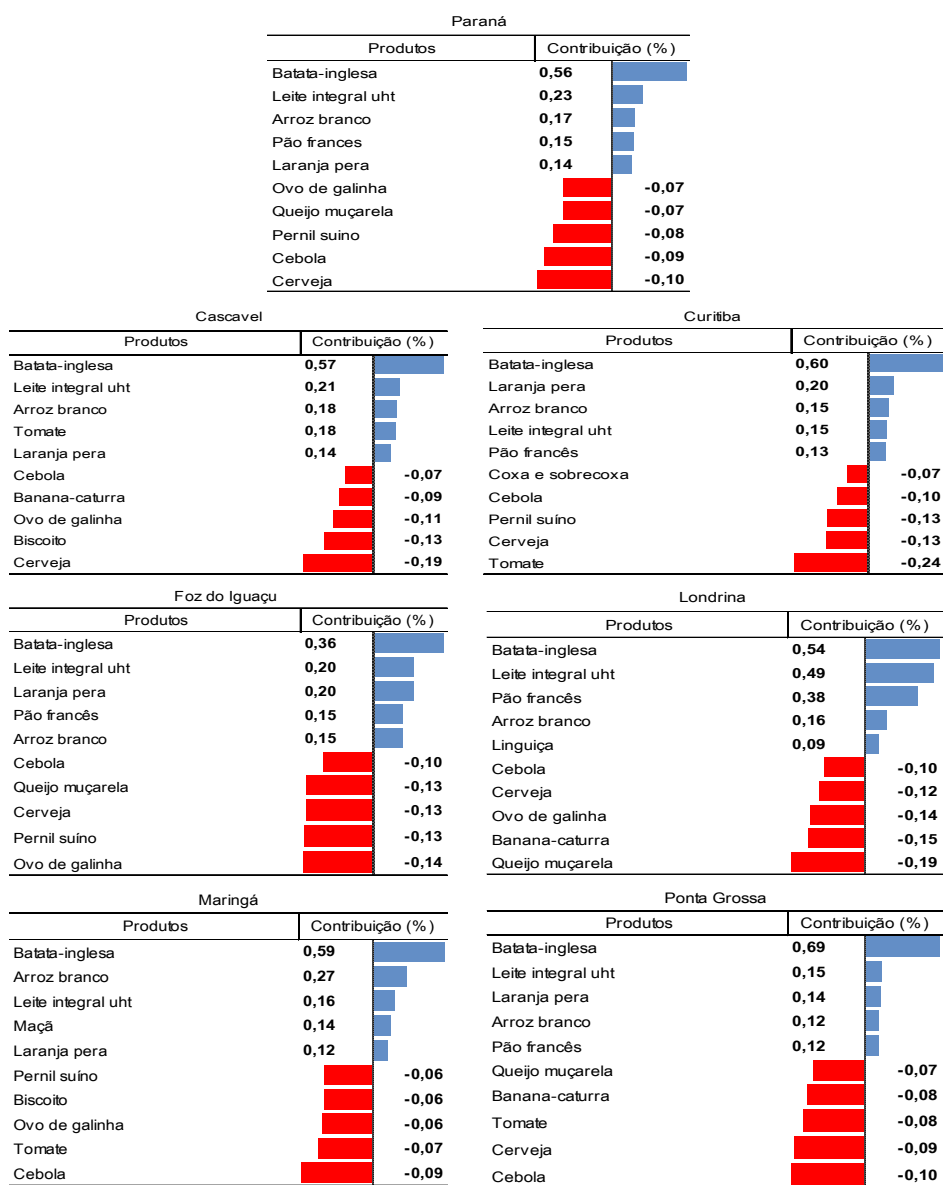 Paraná
Produtos Contribuição (%)
Batata-inglesa 0,56
Leite integral uht 0,23
Arroz branco 0,17
Pão frances 0,15
Laranja pera 0,14
Ovo de galinha -0,07
Queijo muçarela -0,07
Pernil suino -0,08
Cebola -0,09
Cerveja -0,10
Cascavel
Produtos Contribuição (%)
Batata-inglesa 0,57
Leite integral uht 0,21
Arroz branco 0,18
Tomate 0,18
Laranja pera 0,14
Cebola -0,07
Banana-caturra -0,09
Ovo de galinha -0,11
Biscoito -0,13
Cerveja -0,19
Curitiba
Produtos Contribuição (%)
Batata-inglesa 0,60
Laranja pera 0,20
Arroz branco 0,15
Leite integral uht 0,15
Pão francês 0,13
Coxa e sobrecoxa -0,07
Cebola -0,10
Pernil suíno -0,13
Cerveja -0,13
Tomate -0,24
Foz do Iguaçu
Produtos Contribuição (%)
Batata-inglesa 0,36
Leite integral uht 0,20
Laranja pera 0,20
Pão francês 0,15
Arroz branco 0,15
Cebola -0,10
Queijo muçarela -0,13
Cerveja -0,13
Pernil suíno -0,13
Ovo de galinha -0,14
Londrina
Produtos Contribuição (%)
Batata-inglesa 0,54
Leite integral uht 0,49
Pão francês 0,38
Arroz branco 0,16
Linguiça 0,09
Cebola -0,10
Cerveja -0,12
Ovo de galinha -0,14
Banana-caturra -0,15
Queijo muçarela -0,19
Maringá
Produtos Contribuição (%)
Batata-inglesa 0,59
Arroz branco 0,27
Leite integral uht 0,16
Maçã 0,14
Laranja pera 0,12
Pernil suíno -0,06
Biscoito -0,06
Ovo de galinha -0,06
Tomate -0,07
Cebola -0,09
Ponta Grossa
Produtos Contribuição (%)
Batata-inglesa 0,69
Leite integral uht 0,15
Laranja pera 0,14
Arroz branco 0,12
Pão francês 0,12
Queijo muçarela -0,07
Banana-caturra -0,08
Tomate -0,08
Cerveja -0,09
Cebola -0,10